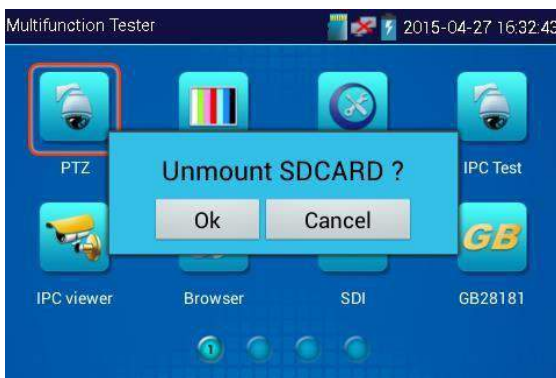 Multifunction Tester 2015-04-27 16:32:43
PTZ IPC Test
Unmount SDCARD ?
Ok Cancel
GB
IPC viewer Browser SDI GB28181
1